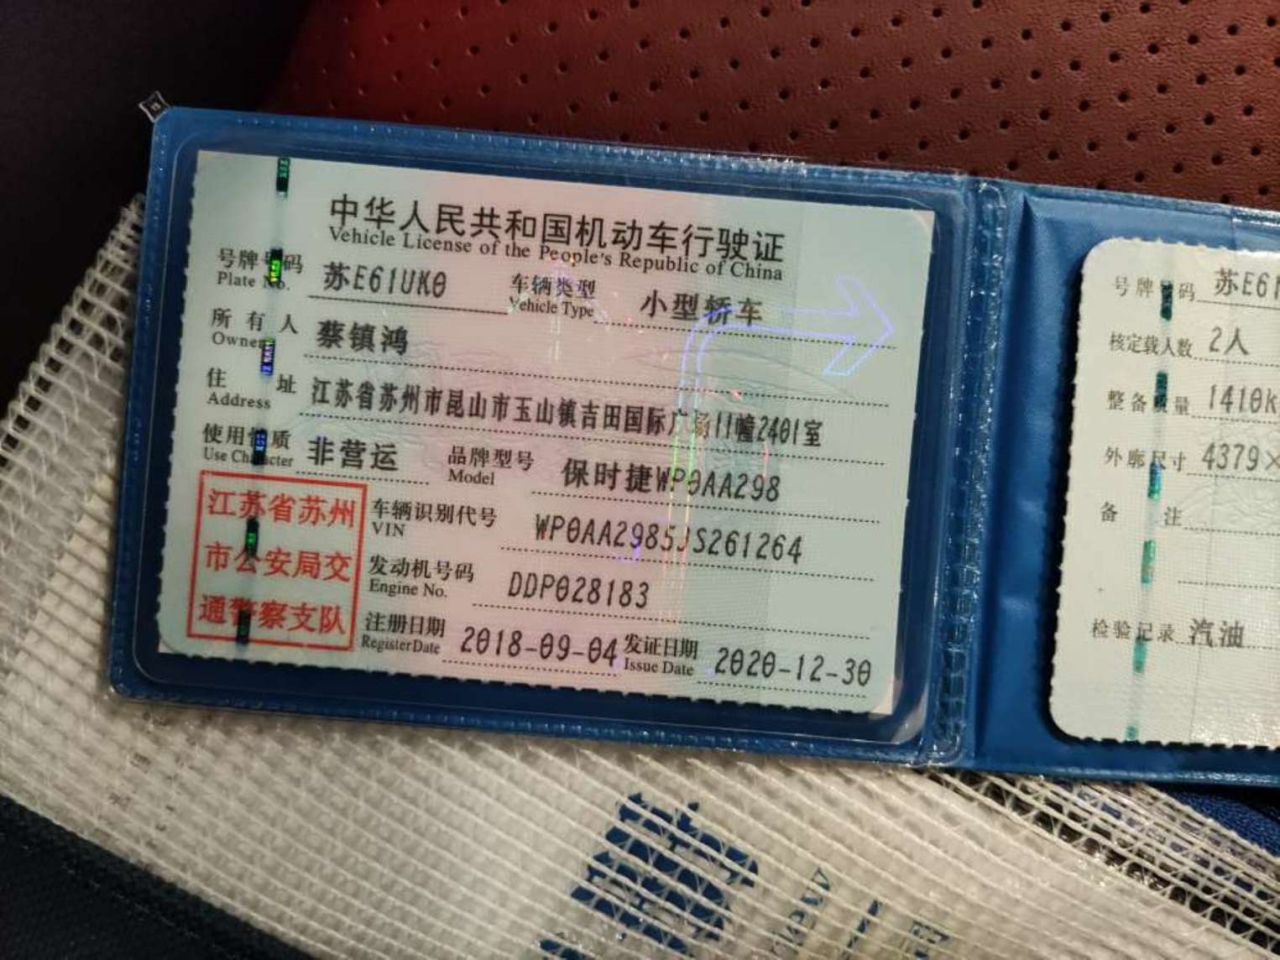 中华人民共和国机动车行驶证
Vehicle License of the People's Republic of China
号牌号码 苏E61UK0 车辆类型 小型轿车
Plate No. Vehicle Type
所有人 蔡镇鸿
Owner
住址 江苏省苏州市昆山市玉山镇吉田国际广场11幢2401室
Address
使用性质 非营运 品牌型号 保时捷WP0AA298
Use Character Model
江苏省苏州
市公安局交
通警察支队
车辆识别代号 WP0AA2985JS261264
VIN
发动机号码 DDP028183
Engine No.
注册日期 2018-09-04 发证日期 2020-12-30
Register Date Issue Date
号牌号码 苏E61
核定载人数 2人
整备质量 1410k
外廓尺寸 4379×
备注
检验记录 汽油